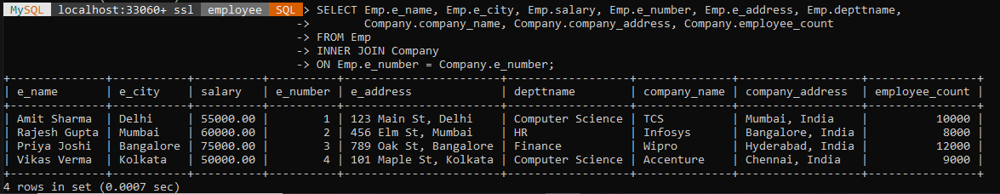 MySQL localhost:33060+ ssl employee SQL > SELECT Emp.e_name, Emp.e_city, Emp.salary, Emp.e_number, Emp.e_address, Emp.depttname,
-> Company.company_name, Company.company_address, Company.employee_count
-> FROM Emp
-> INNER JOIN Company
-> ON Emp.e_number = Company.e_number;
+--------------+-----------+----------+----------+-----------------------+------------------+--------------+------------------+----------------+
| e_name | e_city | salary | e_number | e_address | depttname | company_name | company_address | employee_count |
+--------------+-----------+----------+----------+-----------------------+------------------+--------------+------------------+----------------+
| Amit Sharma | Delhi | 55000.00 | 1 | 123 Main St, Delhi | Computer Science | TCS | Mumbai, India | 10000 |
| Rajesh Gupta | Mumbai | 60000.00 | 2 | 456 Elm St, Mumbai | HR | Infosys | Bangalore, India | 8000 |
| Priya Joshi | Bangalore | 75000.00 | 3 | 789 Oak St, Bangalore | Finance | Wipro | Hyderabad, India | 12000 |
| Vikas Verma | Kolkata | 50000.00 | 4 | 101 Maple St, Kolkata | Computer Science | Accenture | Chennai, India | 9000 |
+--------------+-----------+----------+----------+-----------------------+------------------+--------------+------------------+----------------+
4 rows in set (0.0007 sec)